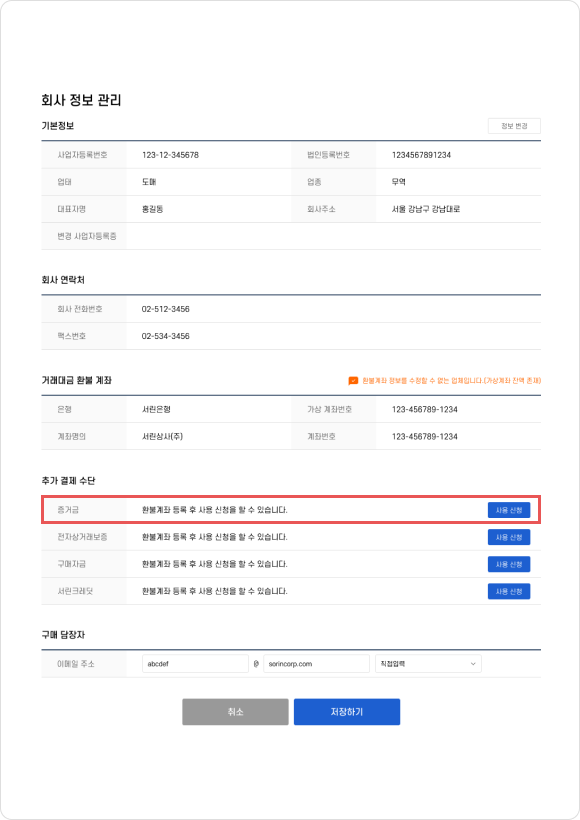 회사 정보 관리
기본정보 정보 변경
사업자등록번호 123-12-345678 법인등록번호 1234567891234
업태 도매 업종 무역
대표자명 홍길동 회사주소 서울 강남구 강남대로
변경 사업자등록증
회사 연락처
회사 전화번호 02-512-3456
팩스번호 02-534-3456
거래대금 환불 계좌 환불계좌 정보를 수정할 수 없는 업체입니다.(가상계좌 잔액 존재)
은행 서린은행 가상 계좌번호 123-456789-1234
계좌명의 서린상사(주) 계좌번호 123-456789-1234
추가 결제 수단
증거금 환불계좌 등록 후 사용 신청을 할 수 있습니다. 사용 신청
전자상거래보증 환불계좌 등록 후 사용 신청을 할 수 있습니다. 사용 신청
구매자금 환불계좌 등록 후 사용 신청을 할 수 있습니다. 사용 신청
서린크레딧 환불계좌 등록 후 사용 신청을 할 수 있습니다. 사용 신청
구매 담당자
이메일 주소 abcdef @ sorincorp.com 직접입력
취소 저장하기